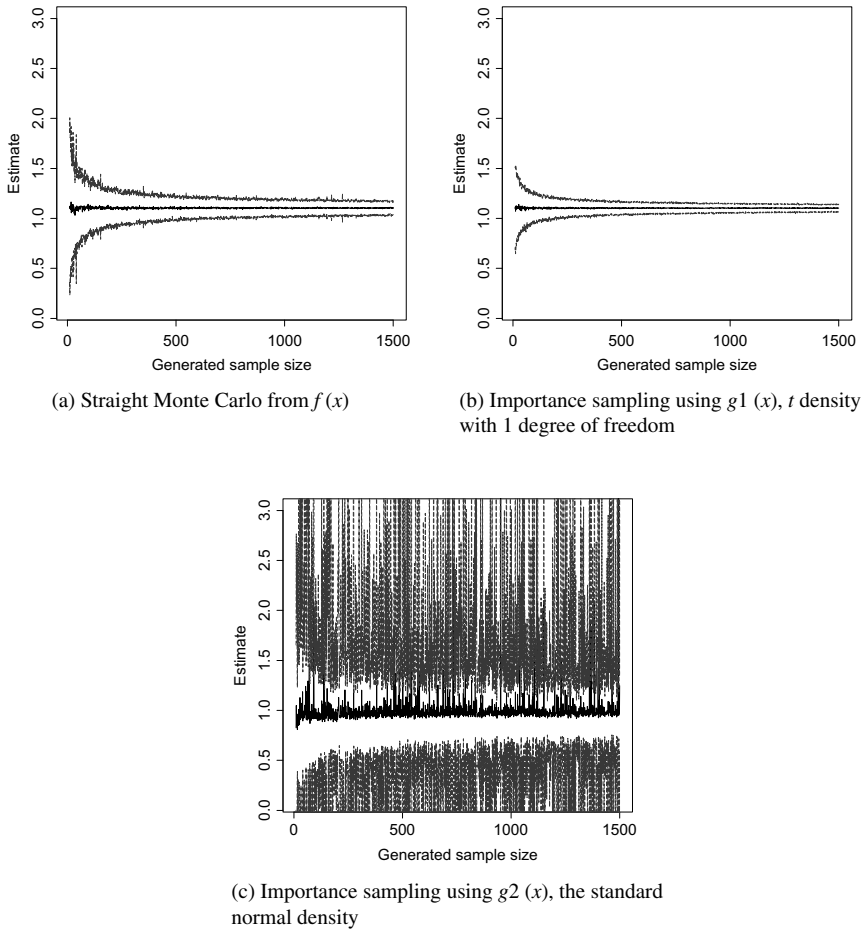 3.0
2.5
2.0
1.5
1.0
0.5
0.0
Estimate
0 500 1000 1500
Generated sample size
(a) Straight Monte Carlo from f (x)
3.0
2.5
2.0
1.5
1.0
0.5
0.0
Estimate
0 500 1000 1500
Generated sample size
(b) Importance sampling using g1 (x), t density
with 1 degree of freedom
3.0
2.5
2.0
1.5
1.0
0.5
0.0
Estimate
0 500 1000 1500
Generated sample size
(c) Importance sampling using g2 (x), the standard
normal density